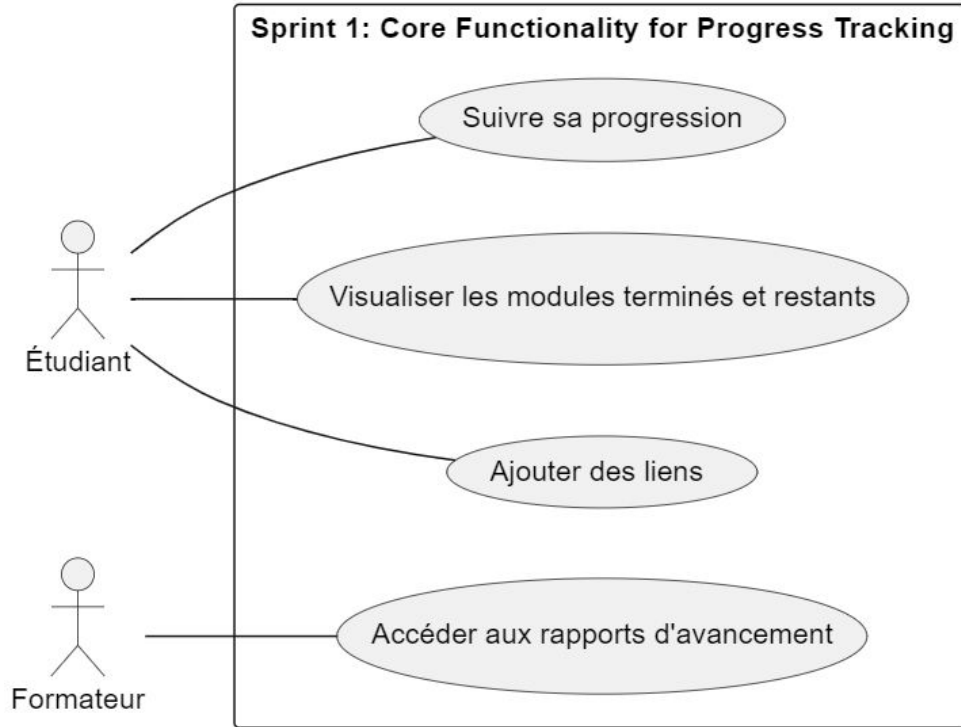 Sprint 1: Core Functionality for Progress Tracking
Suivre sa progression
Visualiser les modules terminés et restants
Étudiant
Ajouter des liens
Accéder aux rapports d'avancement
Formateur